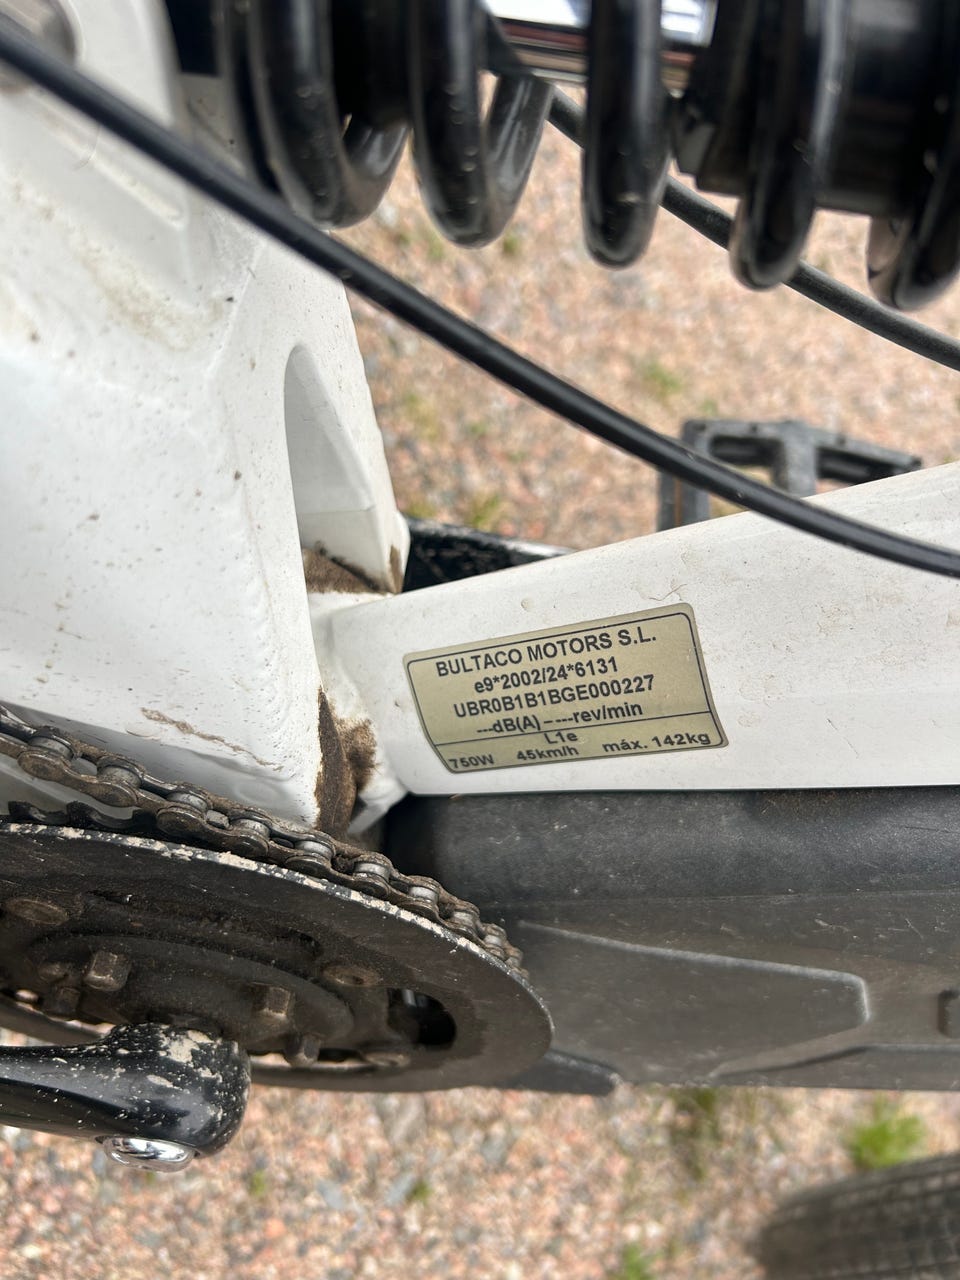 BULTACO MOTORS S.L.
e9*2002/24*6131
UBR0B1B1BGE000227
---dB(A) ----rev/min
L1e
750W 45km/h máx. 142kg